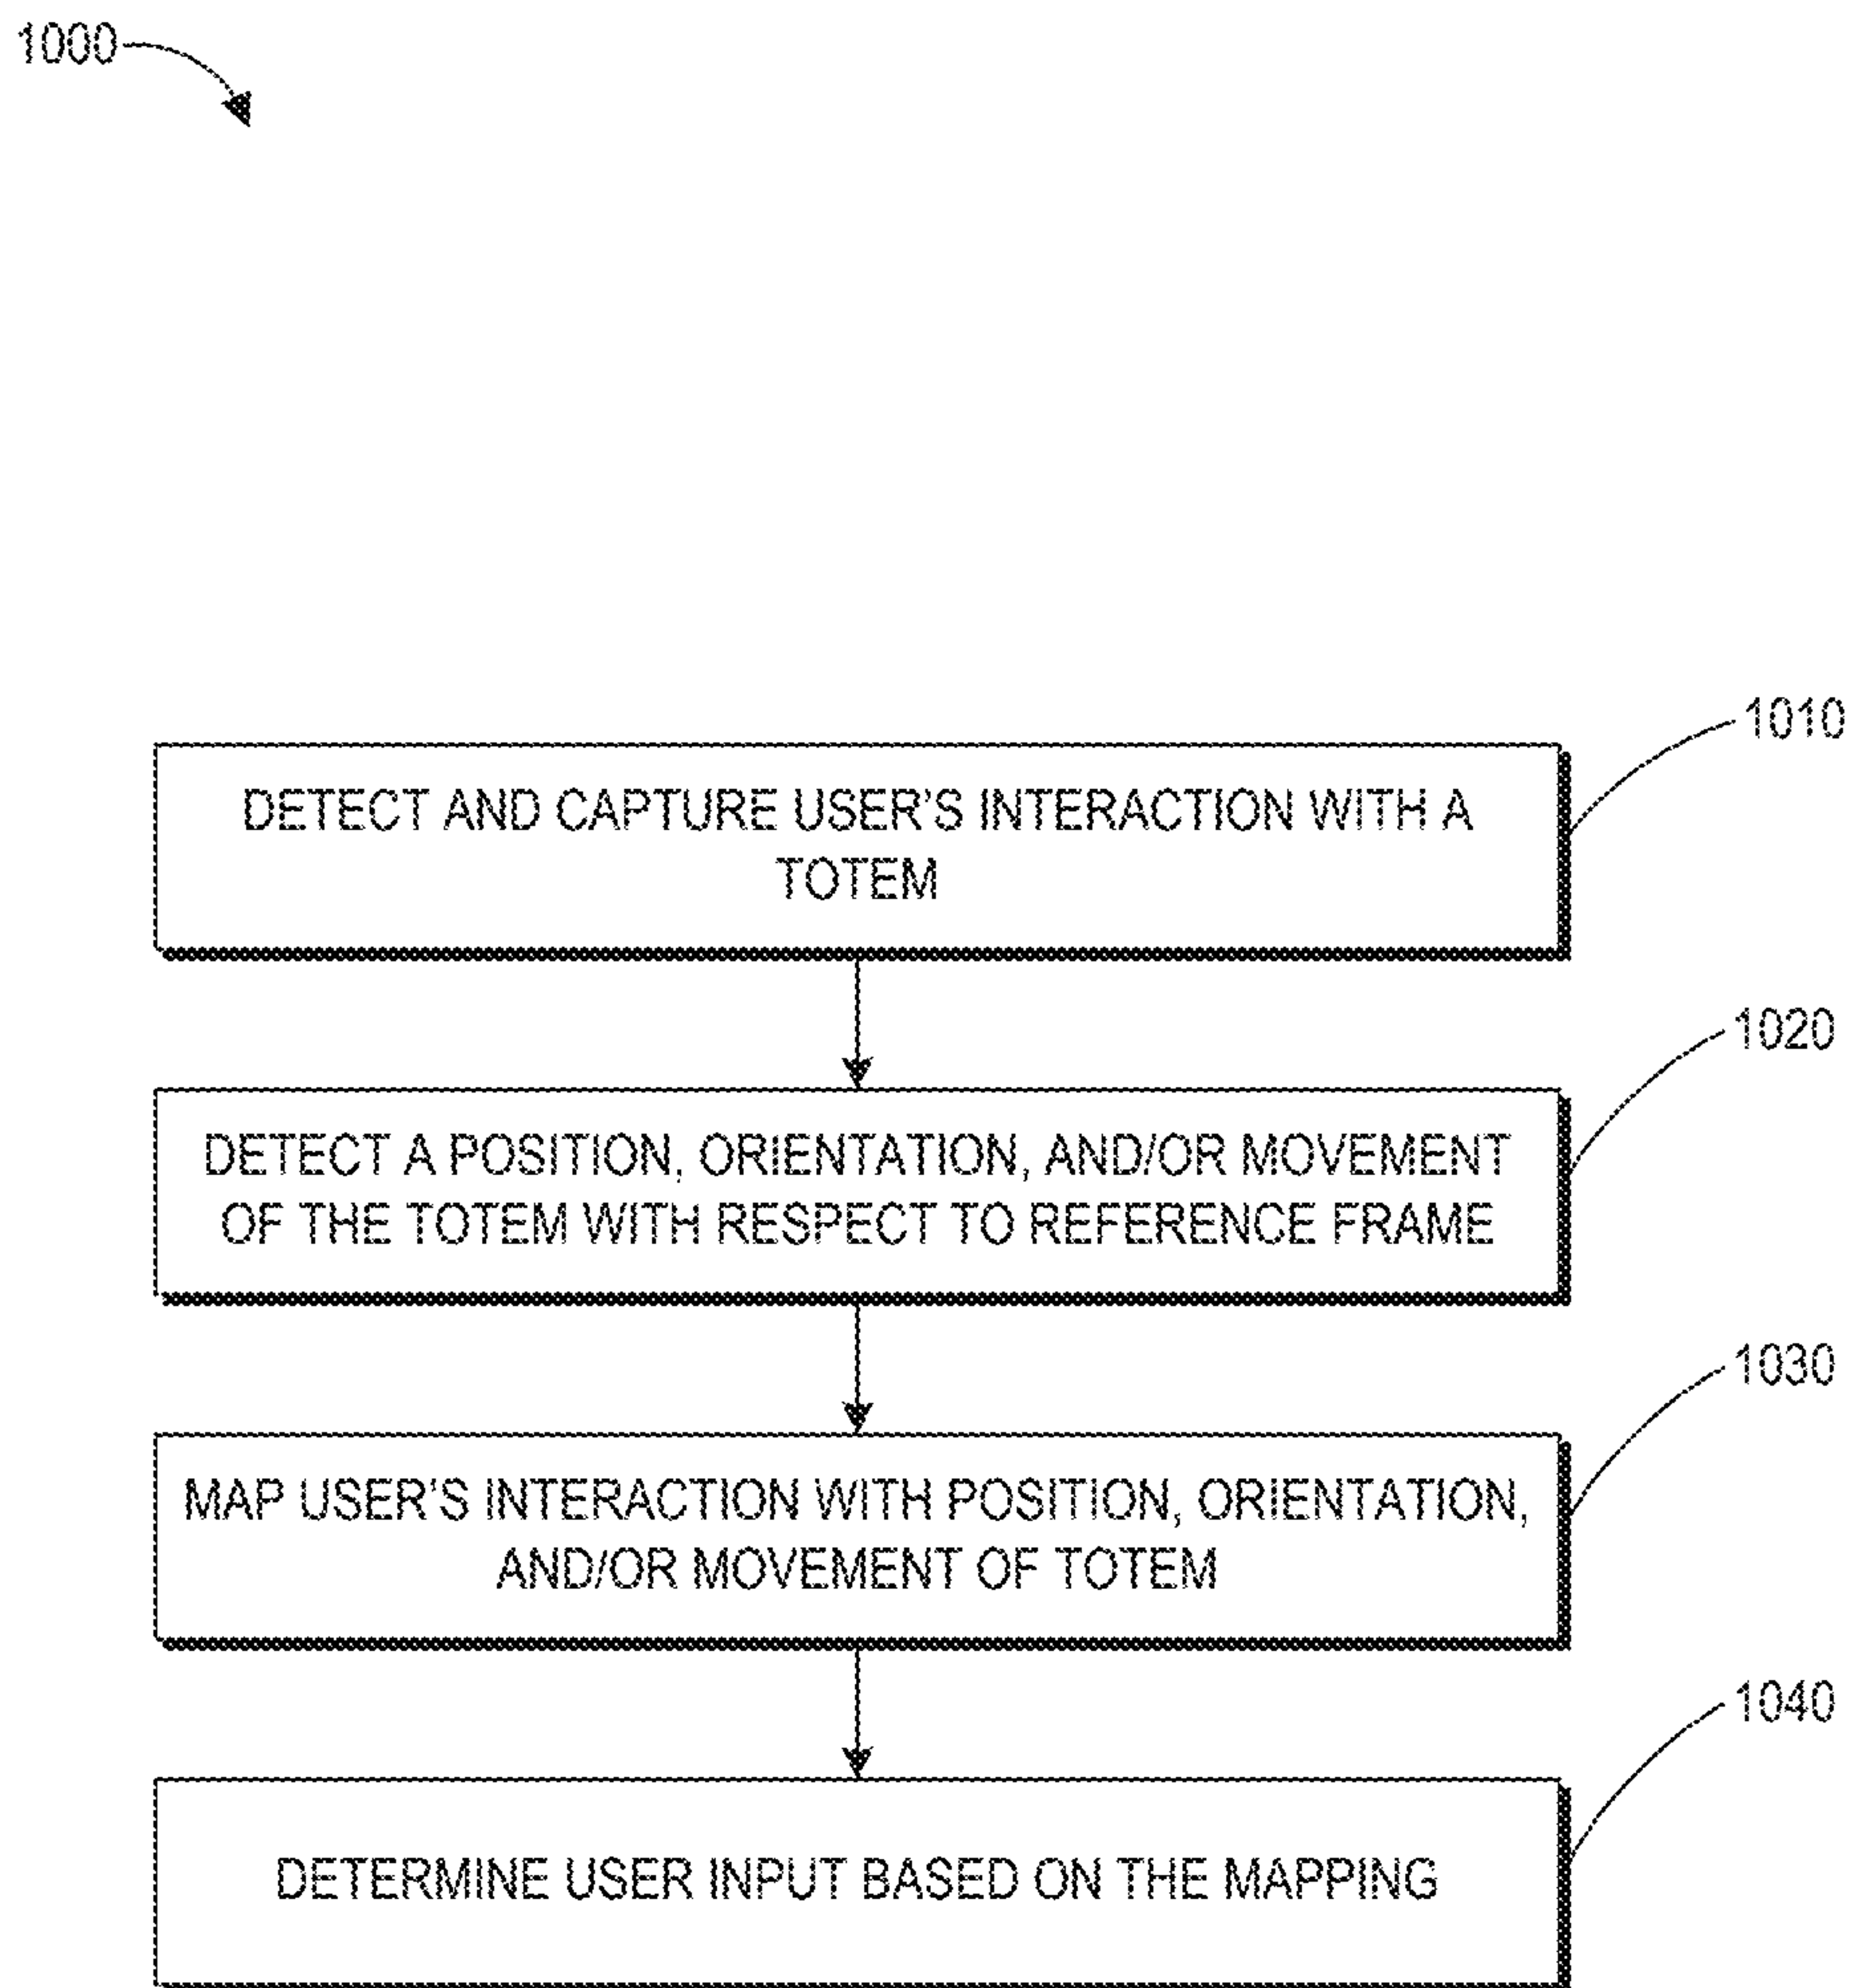 1000
1010
DETECT AND CAPTURE USER'S INTERACTION WITH A
TOTEM
1020
DETECT A POSITION, ORIENTATION, AND/OR MOVEMENT
OF THE TOTEM WITH RESPECT TO REFERENCE FRAME
1030
MAP USER'S INTERACTION WITH POSITION, ORIENTATION,
AND/OR MOVEMENT OF TOTEM
1040
DETERMINE USER INPUT BASED ON THE MAPPING